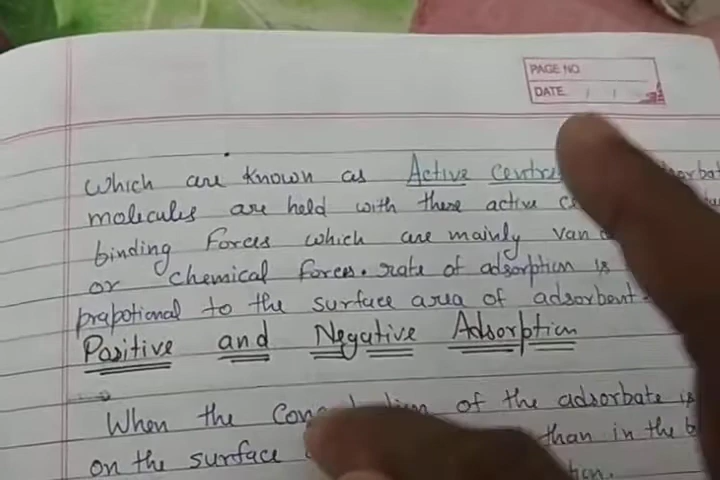 PAGE NO
DATE / /
which are known as Active
molecules are held with these active
binding Forces which are mainly van
or chemical forces. rate of adsorption is
prapotional to the surface area of adsorbent.
Positive and Negative Adsorption
When the of the adsorbate is
on the surface than in the